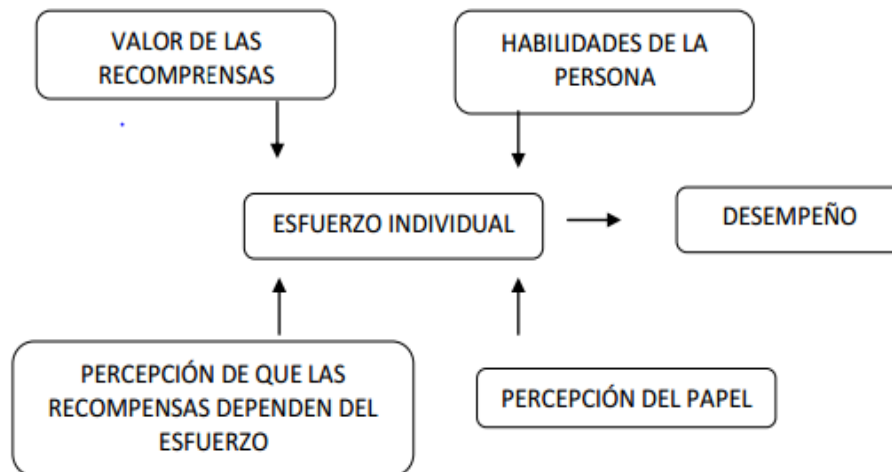 VALOR DE LAS
RECOMPRENSAS
HABILIDADES DE LA
PERSONA
ESFUERZO INDIVIDUAL
DESEMPEÑO
PERCEPCIÓN DE QUE LAS
RECOMPENSAS DEPENDEN DEL
ESFUERZO
PERCEPCIÓN DEL PAPEL